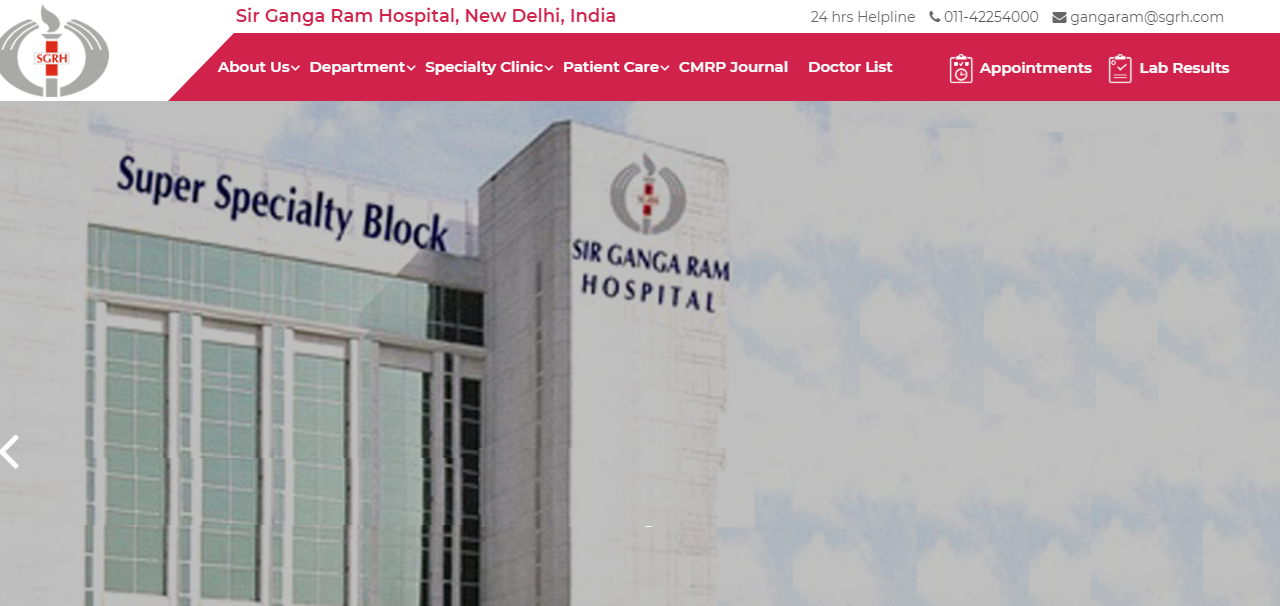 Sir Ganga Ram Hospital, New Delhi, India
24 hrs Helpline 011-42254000 gangaram@sgrh.com
SGRH
About Us Department Specialty Clinic Patient Care CMRP Journal Doctor List Appointments Lab Results
Super Specialty Block
SGRH
SIR GANGA RAM
HOSPITAL